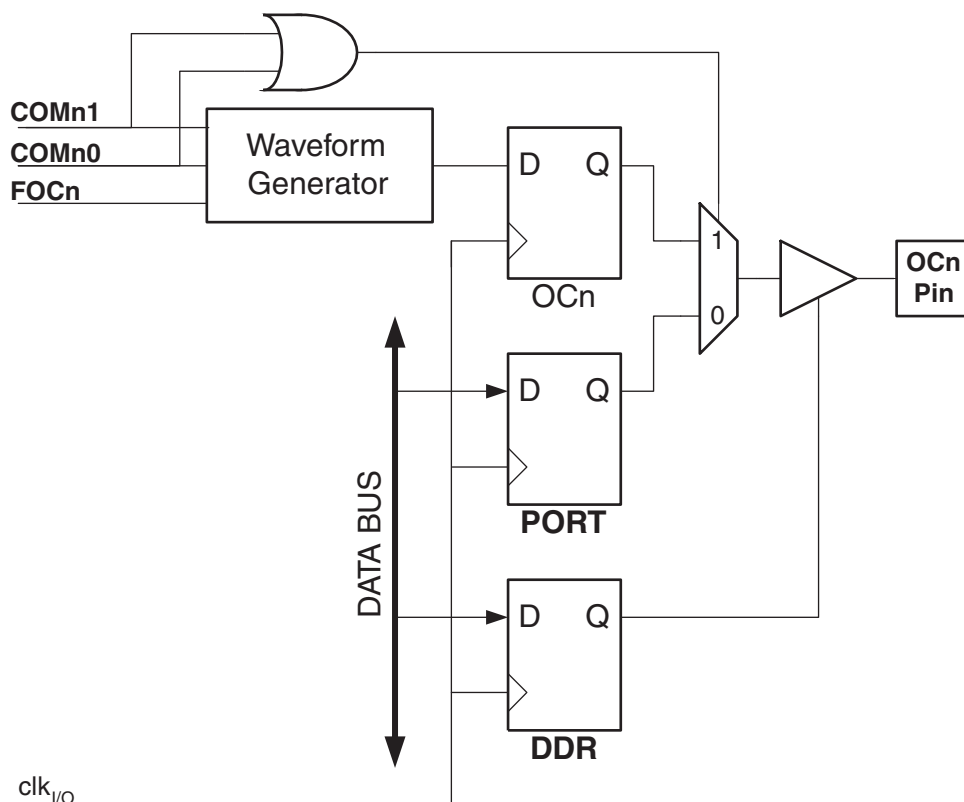 COMn1
COMn0
FOCn
Waveform
Generator
D Q
OCn
1
0
OCn
Pin
D Q
PORT
DATA BUS
D Q
DDR
clkI/O